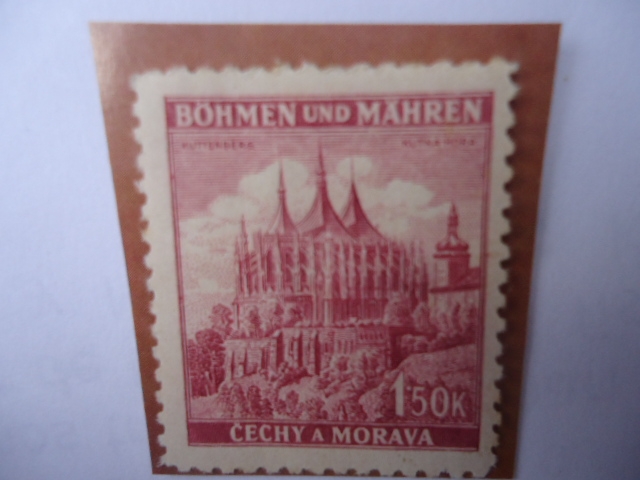 BÖHMEN UND MÄHREN
KUTTENBERG KUTNÁ HORA
1.50K
ČECHY A MORAVA